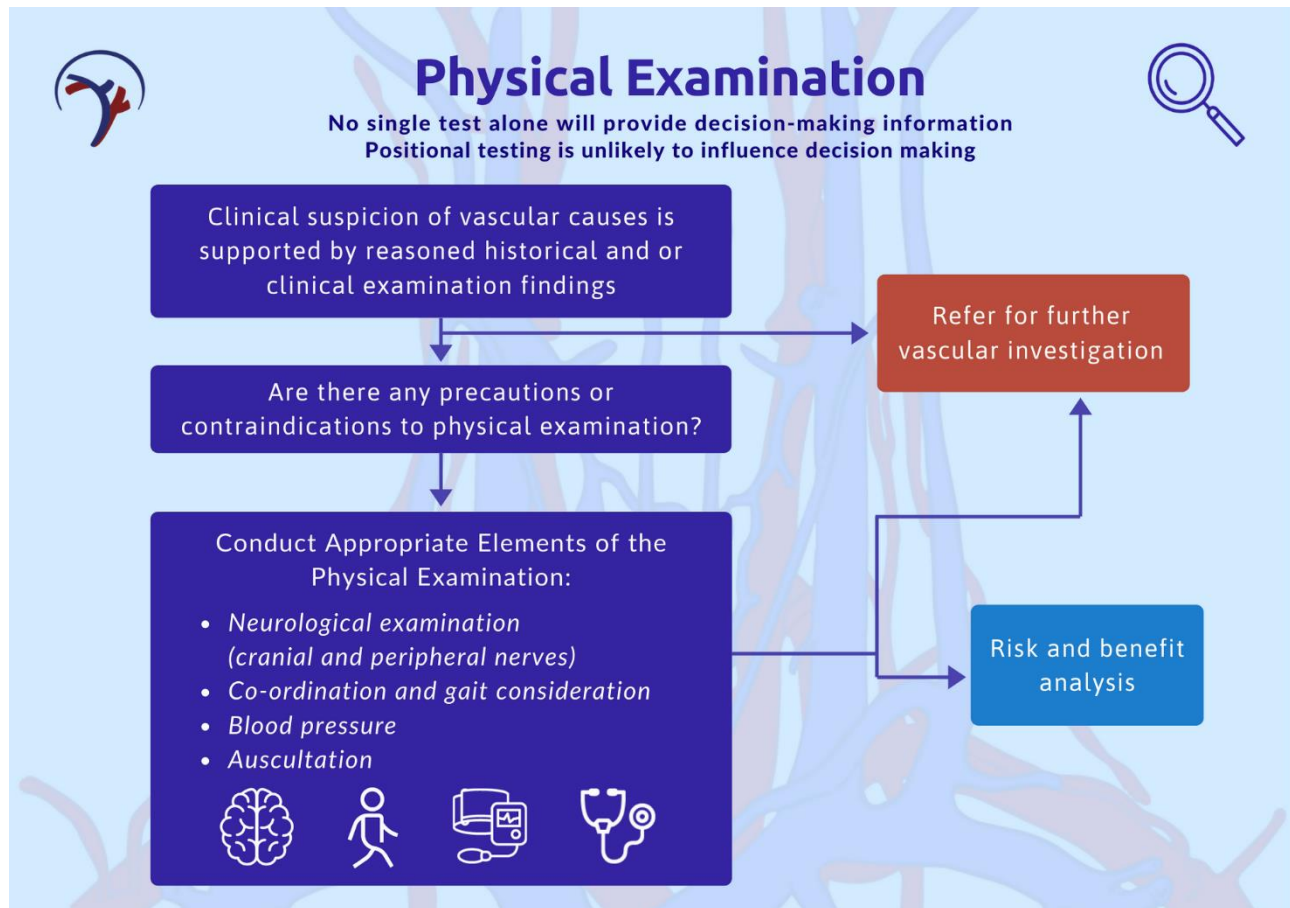 Physical Examination
No single test alone will provide decision-making information
Positional testing is unlikely to influence decision making
Clinical suspicion of vascular causes is
supported by reasoned historical and or
clinical examination findings
Refer for further
vascular investigation
Are there any precautions or
contraindications to physical examination?
Conduct Appropriate Elements of the
Physical Examination:
• Neurological examination
(cranial and peripheral nerves)
• Co-ordination and gait consideration
• Blood pressure
• Auscultation
Risk and benefit
analysis